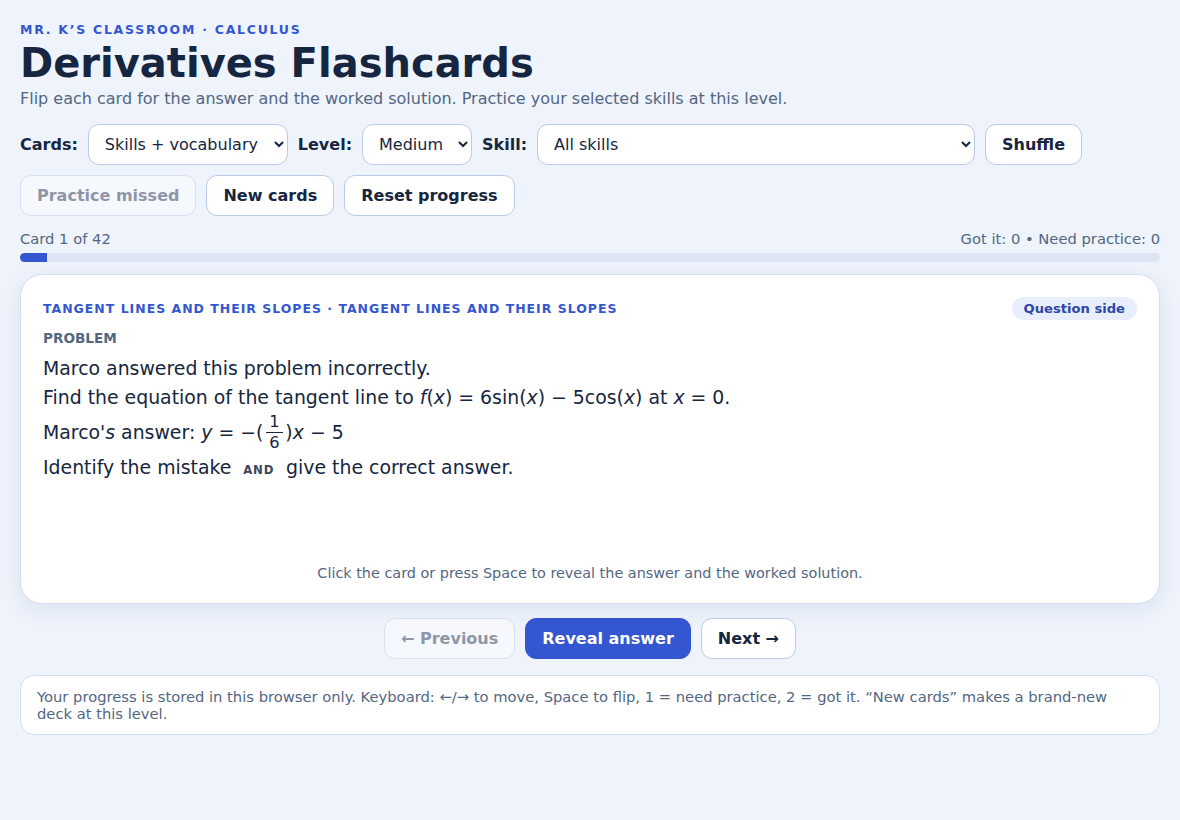 MR. K’S CLASSROOM · CALCULUS
Derivatives Flashcards
Flip each card for the answer and the worked solution. Practice your selected skills at this level.
Cards: Skills + vocabulary Level: Medium Skill: All skills Shuffle
Practice missed New cards Reset progress
Card 1 of 42 Got it: 0 • Need practice: 0
TANGENT LINES AND THEIR SLOPES · TANGENT LINES AND THEIR SLOPES Question side
PROBLEM
Marco answered this problem incorrectly.
Find the equation of the tangent line to f(x) = 6sin(x) − 5cos(x) at x = 0.
Marco's answer: y = −(1/6)x − 5
Identify the mistake AND give the correct answer.
Click the card or press Space to reveal the answer and the worked solution.
← Previous Reveal answer Next →
Your progress is stored in this browser only. Keyboard: ←/→ to move, Space to flip, 1 = need practice, 2 = got it. “New cards” makes a brand-new
deck at this level.